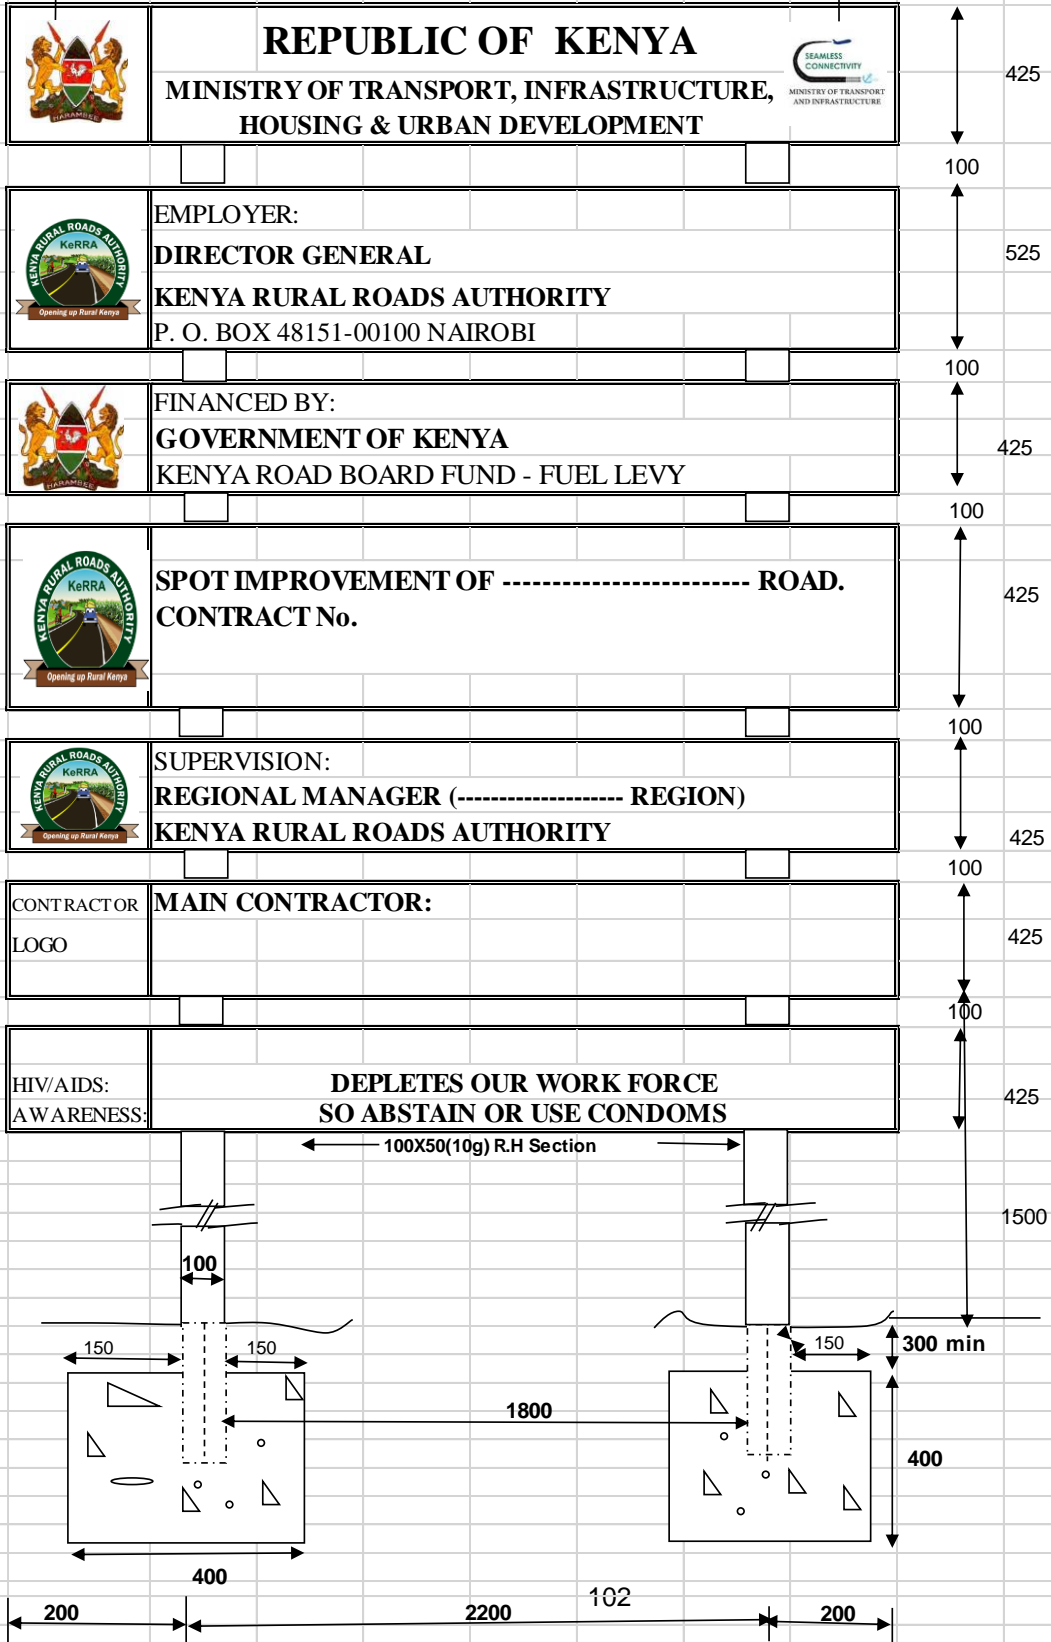 REPUBLIC OF KENYA
MINISTRY OF TRANSPORT, INFRASTRUCTURE,
HOUSING & URBAN DEVELOPMENT
HARAMBEE
SEAMLESS
CONNECTIVITY
MINISTRY OF TRANSPORT
AND INFRASTRUCTURE
425
100
KENYA RURAL ROADS AUTHORITY
KeRRA
Opening up Rural Kenya
EMPLOYER:
DIRECTOR GENERAL
KENYA RURAL ROADS AUTHORITY
P. O. BOX 48151-00100 NAIROBI
525
100
HARAMBEE
FINANCED BY:
GOVERNMENT OF KENYA
KENYA ROAD BOARD FUND - FUEL LEVY
425
100
KENYA RURAL ROADS AUTHORITY
KeRRA
Opening up Rural Kenya
SPOT IMPROVEMENT OF ------------------------- ROAD.
CONTRACT No.
425
100
KENYA RURAL ROADS AUTHORITY
KeRRA
Opening up Rural Kenya
SUPERVISION:
REGIONAL MANAGER (-------------------- REGION)
KENYA RURAL ROADS AUTHORITY
425
100
CONTRACTOR
LOGO
MAIN CONTRACTOR:
425
100
HIV/AIDS:
AWARENESS:
DEPLETES OUR WORK FORCE
SO ABSTAIN OR USE CONDOMS
425
100X50(10g) R.H Section
1500
100
150
150
150
300 min
1800
400
400
102
200
2200
200